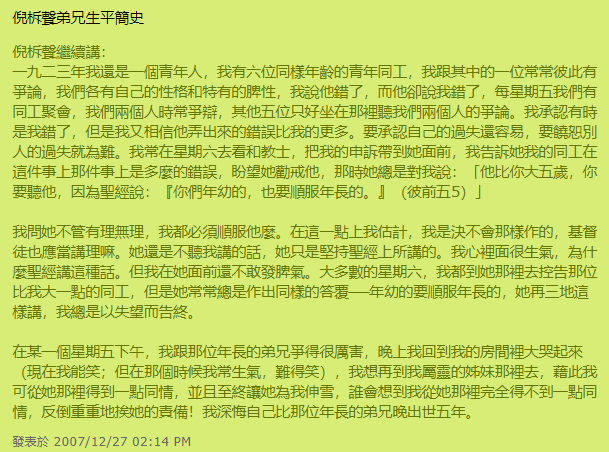 倪柝聲弟兄生平簡史
倪柝聲繼續講：
一九二三年我還是一個青年人，我有六位同樣年齡的青年同工，我跟其中的一位常常彼此有
爭論，我們各有自己的性格和特有的脾性，我說他錯了，而他卻說我錯了，每星期五我們有
同工聚會，我們兩個人時常爭辯，其他五位只好坐在那裡聽我們兩個人的爭論。我承認有時
是我錯了，但是我又相信他弄出來的錯誤比我的更多。要承認自己的過失還容易，要饒恕別
人的過失就為難。我常在星期六去看和教士，把我的申訴帶到她面前，我告訴她我的同工在
這件事上那件事上是多麼的錯誤，盼望她勸戒他，那時她總是對我說：「他比你大五歲，你
要聽他，因為聖經說：『你們年幼的，也要順服年長的。』（彼前五5）」
我問她不管有理無理，我都必須順服他麼。在這一點上我估計，我是決不會那樣作的，基督
徒也應當講理嘛。她還是不聽我講的話，她只是堅持聖經上所講的。我心裡面很生氣，為什
麼聖經講這種話。但我在她面前還不敢發脾氣。大多數的星期六，我都到她那裡去控告那位
比我大一點的同工，但是她常常總是作出同樣的答覆──年幼的要順服年長的，她再三地這
樣講，我總是以失望而告終。
在某一個星期五下午，我跟那位年長的弟兄爭得很厲害，晚上我回到我的房間裡大哭起來
（現在我能笑；但在那個時候我常生氣，難得笑），我想再到我屬靈的姊妹那裡去，藉此我
可從她那裡得到一點同情，並且至終讓她為我伸雪，誰會想到我從她那裡完全得不到一點同
情，反倒重重地挨她的責備！我深悔自己比那位年長的弟兄晚出世五年。
發表於 2007/12/27 02:14 PM